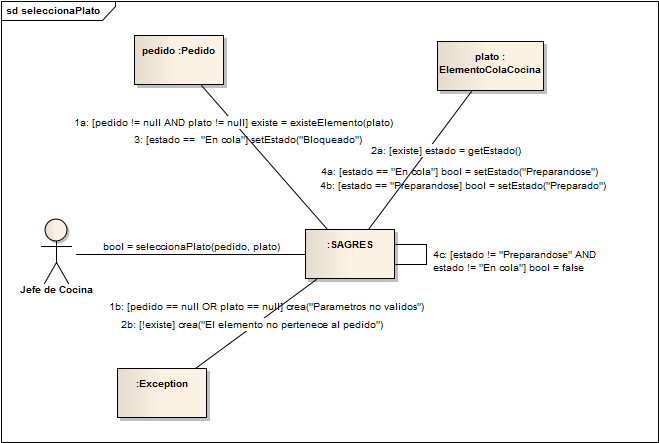 sd seleccionaPlato
pedido :Pedido
plato :
ElementoColaCocina
1a: [pedido != null AND plato != null] existe = existeElemento(plato)
3: [estado == "En cola"] setEstado("Bloqueado")
2a: [existe] estado = getEstado()
4a: [estado == "En cola"] bool = setEstado("Preparandose")
4b: [estado == "Preparandose] bool = setEstado("Preparado")
:SAGRES
bool = seleccionaPlato(pedido, plato)
4c: [estado != "Preparandose" AND
estado != "En cola"] bool = false
Jefe de Cocina
1b: [pedido == null OR plato == null] crea("Parametros no validos")
2b: [!existe] crea("El elemento no pertenece al pedido")
:Exception